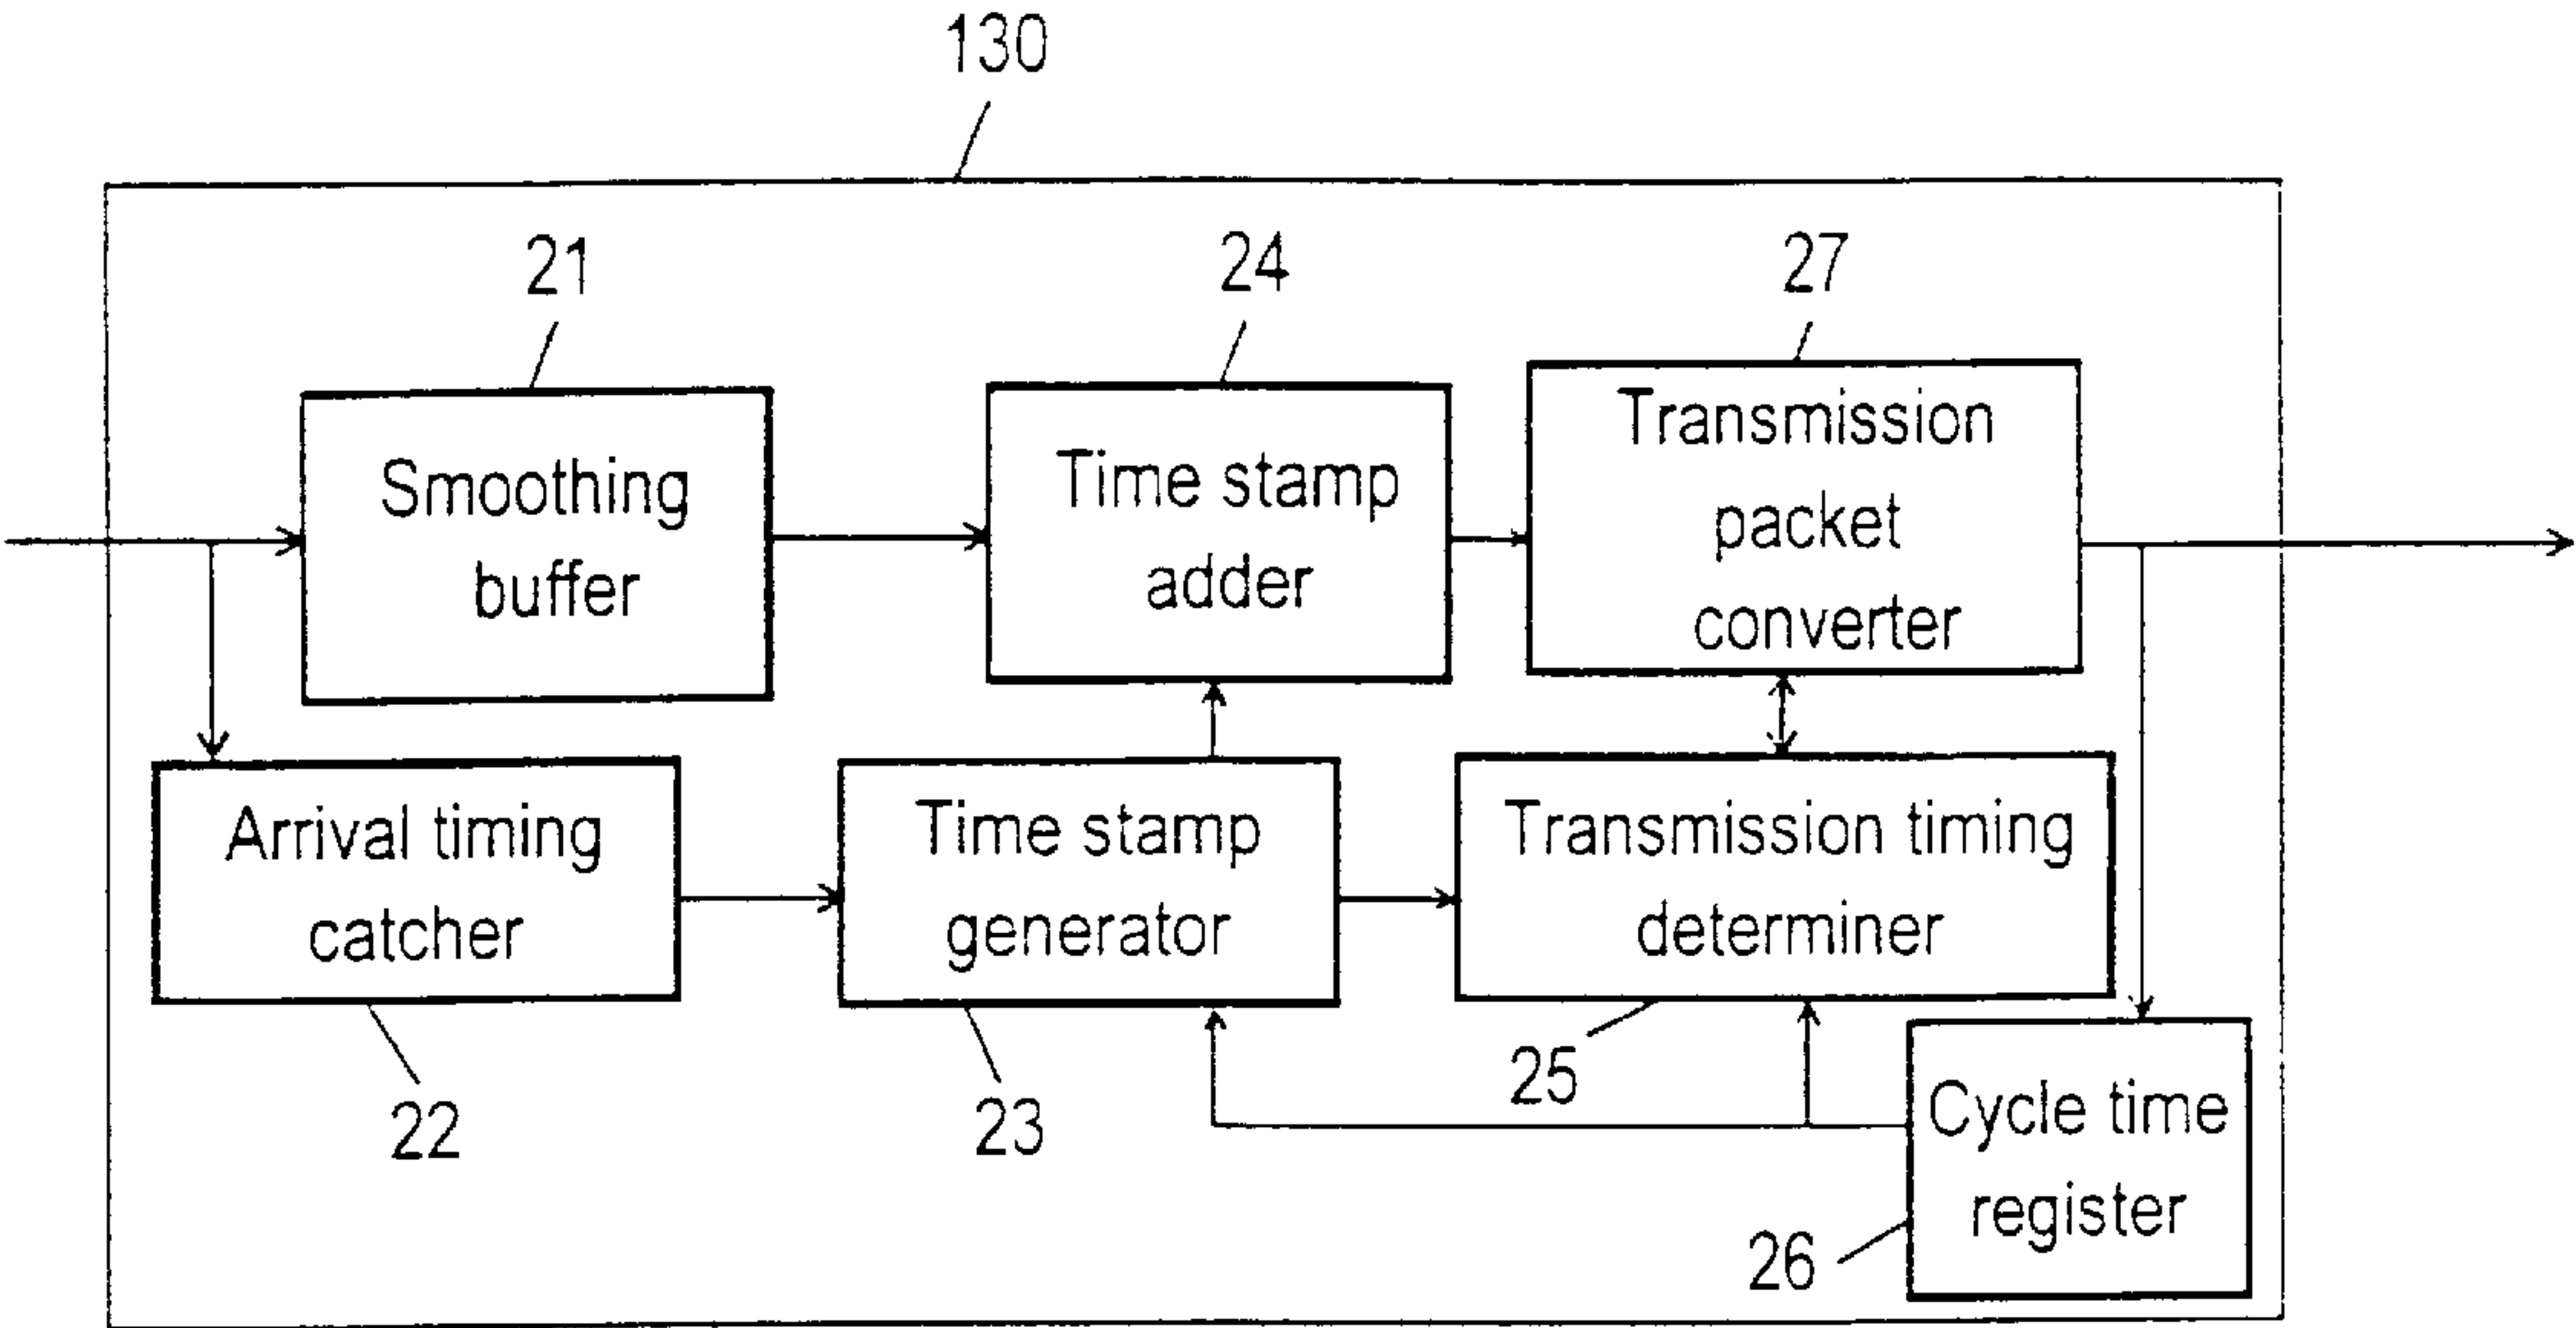 130
21
24
27
Smoothing
buffer
Time stamp
adder
Transmission
packet
converter
Arrival timing
catcher
Time stamp
generator
Transmission timing
determiner
22
23
25
Cycle time
register
26